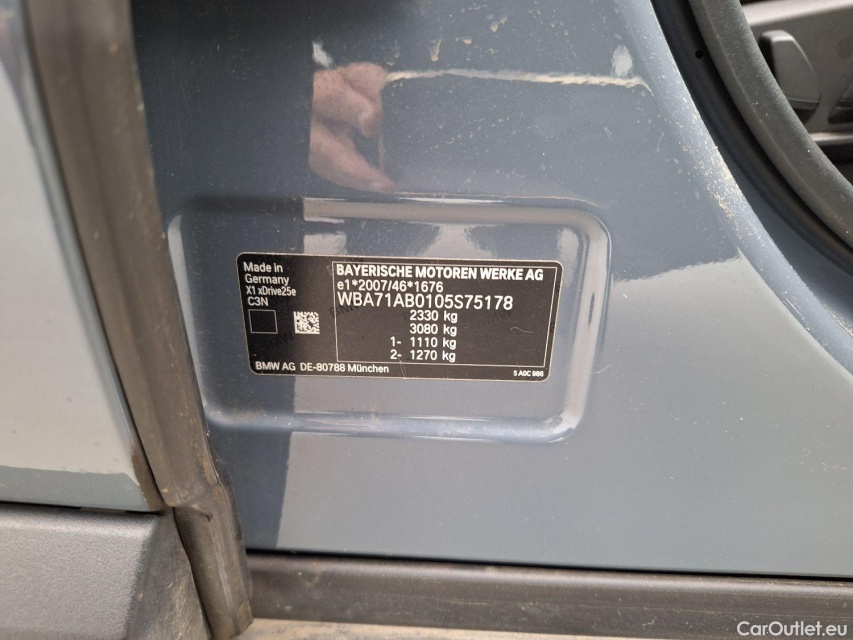 Made in
Germany
X1 xDrive25e
C3N
BAYERISCHE MOTOREN WERKE AG
e1*2007/46*1676
WBA71AB0105S75178
2330 kg
3080 kg
1- 1110 kg
2- 1270 kg
BMW AG DE-80788 München
5 A0C 986
CarOutlet.eu